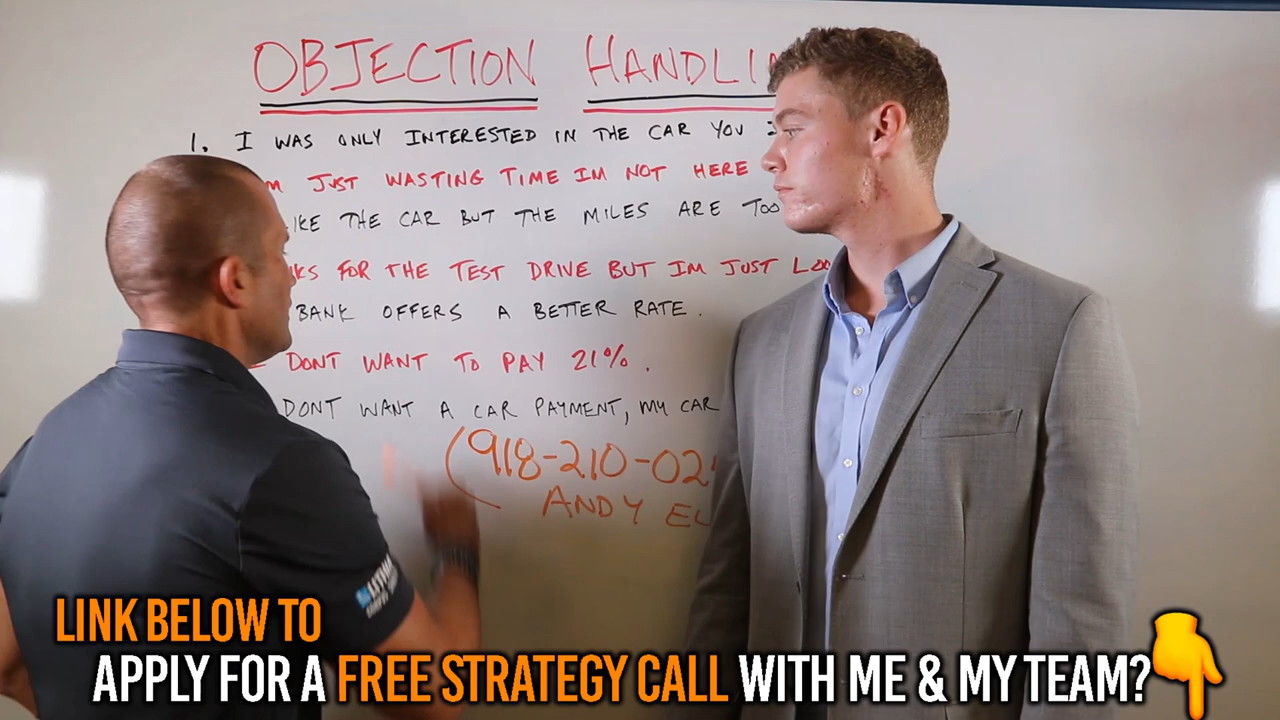 OBJECTION HANDLI
1. I WAS ONLY INTERESTED IN THE CAR YOU
JUST WASTING TIME IM NOT HERE
THE CAR BUT THE MILES ARE TOO
FOR THE TEST DRIVE BUT IM JUST
BANK OFFERS A BETTER RATE.
DONT WANT TO PAY 21%.
DONT WANT A CAR PAYMENT, MY CAR
(918-210-02
ANDY
LINK BELOW TO
APPLY FOR A FREE STRATEGY CALL WITH ME & MY TEAM?